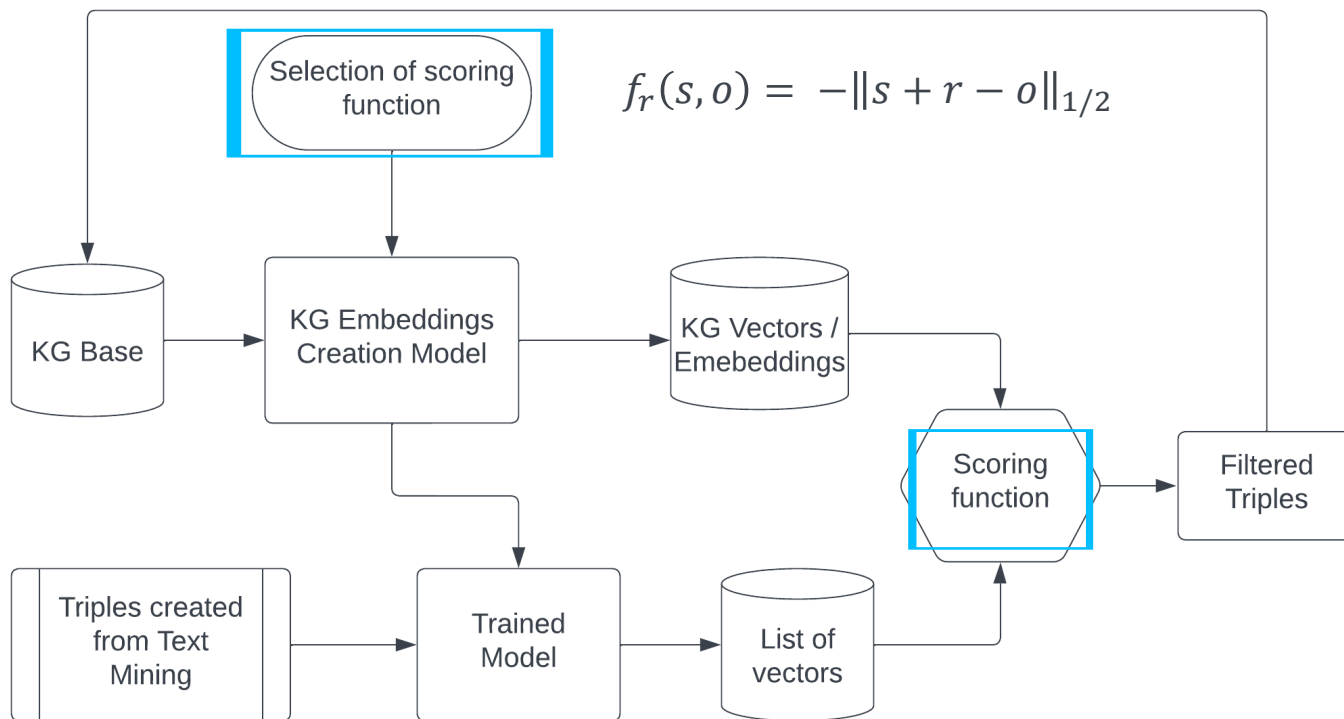 Selection of scoring
function
f_r(s, o) = −‖s + r − o‖_{1/2}
KG Base
KG Embeddings
Creation Model
KG Vectors /
Emebeddings
Scoring
function
Filtered
Triples
Triples created
from Text
Mining
Trained
Model
List of
vectors